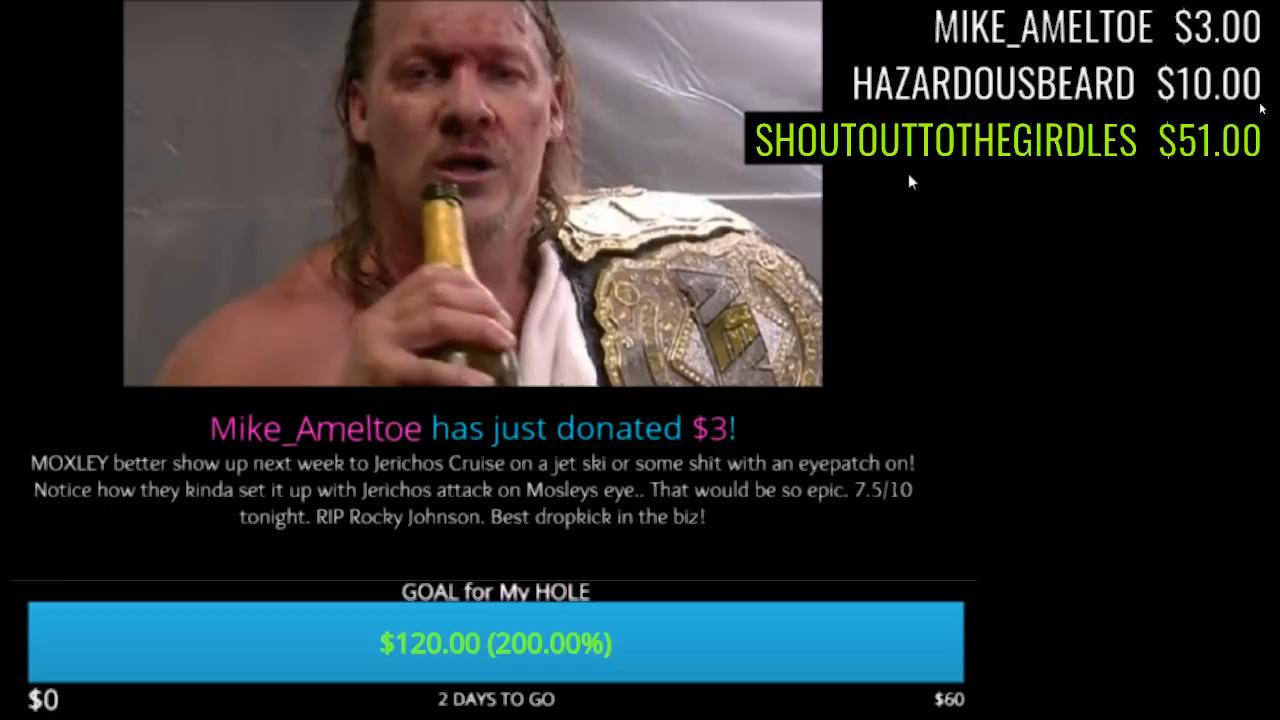 MIKE_AMELTOE $3.00
HAZARDOUSBEARD $10.00
SHOUTOUTTOTHEGIRDLES $51.00
AEW
Mike_Ameltoe has just donated $3!
MOXLEY better show up next week to Jerichos Cruise on a jet ski or some shit with an eyepatch on!
Notice how they kinda set it up with Jerichos attack on Mosleys eye.. That would be so epic. 7.5/10
tonight. RIP Rocky Johnson. Best dropkick in the biz!
GOAL for My HOLE
$120.00 (200.00%)
$0 2 DAYS TO GO $60